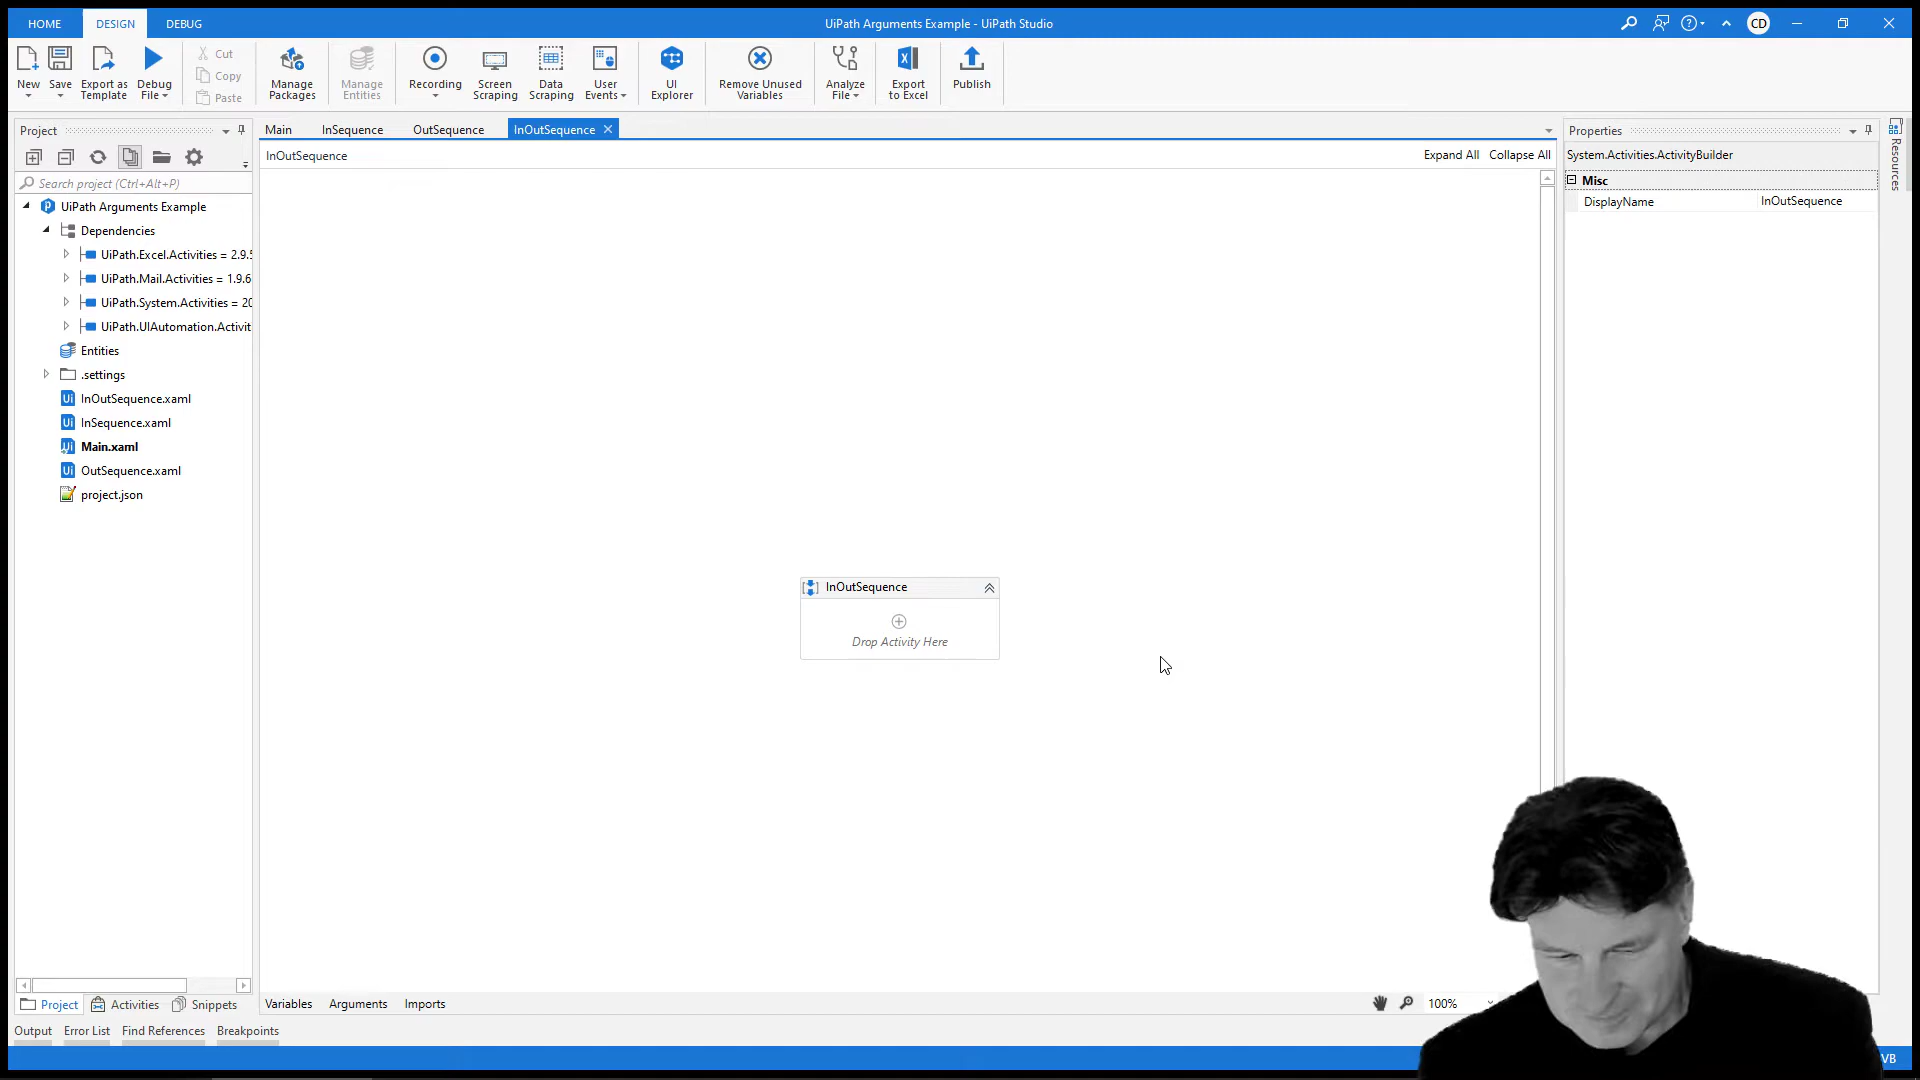 HOME DESIGN DEBUG UiPath Arguments Example - UiPath Studio CD
New Save Export as Template Debug File Cut Copy Paste Manage Packages Manage Entities Recording Screen Scraping Data Scraping User Events UI Explorer Remove Unused Variables Analyze File Export to Excel Publish
Project Main InSequence OutSequence InOutSequence Properties
InOutSequence Expand All Collapse All System.Activities.ActivityBuilder
Search project (Ctrl+Alt+P) Misc
UiPath Arguments Example DisplayName InOutSequence
Resources
Dependencies
UiPath.Excel.Activities = 2.9.5
UiPath.Mail.Activities = 1.9.6
UiPath.System.Activities = 20
UiPath.UIAutomation.Activit
Entities
.settings
InOutSequence.xaml
InSequence.xaml
Main.xaml
OutSequence.xaml
project.json
InOutSequence
Drop Activity Here
Project Activities Snippets Variables Arguments Imports 100%
Output Error List Find References Breakpoints
VB